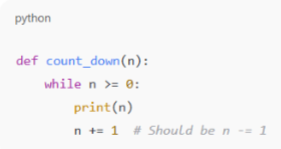 python
def count_down(n):
    while n >= 0:
        print(n)
        n += 1  # Should be n -= 1